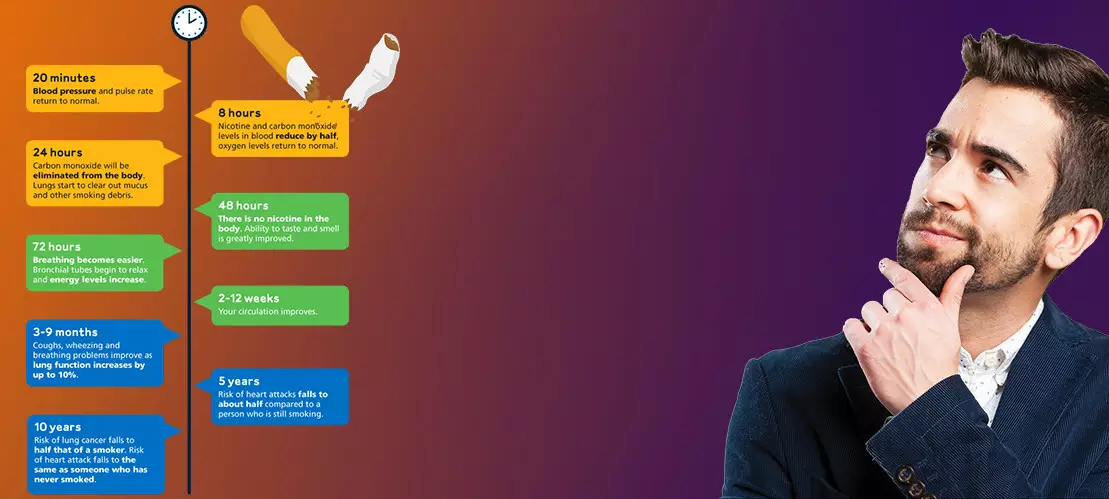 20 minutes
Blood pressure and pulse rate
return to normal.
8 hours
Nicotine and carbon monoxide
levels in blood reduce by half,
oxygen levels return to normal.
24 hours
Carbon monoxide will be
eliminated from the body.
Lungs start to clear out mucus
and other smoking debris.
48 hours
There is no nicotine in the
body. Ability to taste and smell
is greatly improved.
72 hours
Breathing becomes easier.
Bronchial tubes begin to relax
and energy levels increase.
2-12 weeks
Your circulation improves.
3-9 months
Coughs, wheezing and
breathing problems improve as
lung function increases by
up to 10%.
5 years
Risk of heart attacks falls to
about half compared to a
person who is still smoking.
10 years
Risk of lung cancer falls to
half that of a smoker. Risk
of heart attack falls to the
same as someone who has
never smoked.